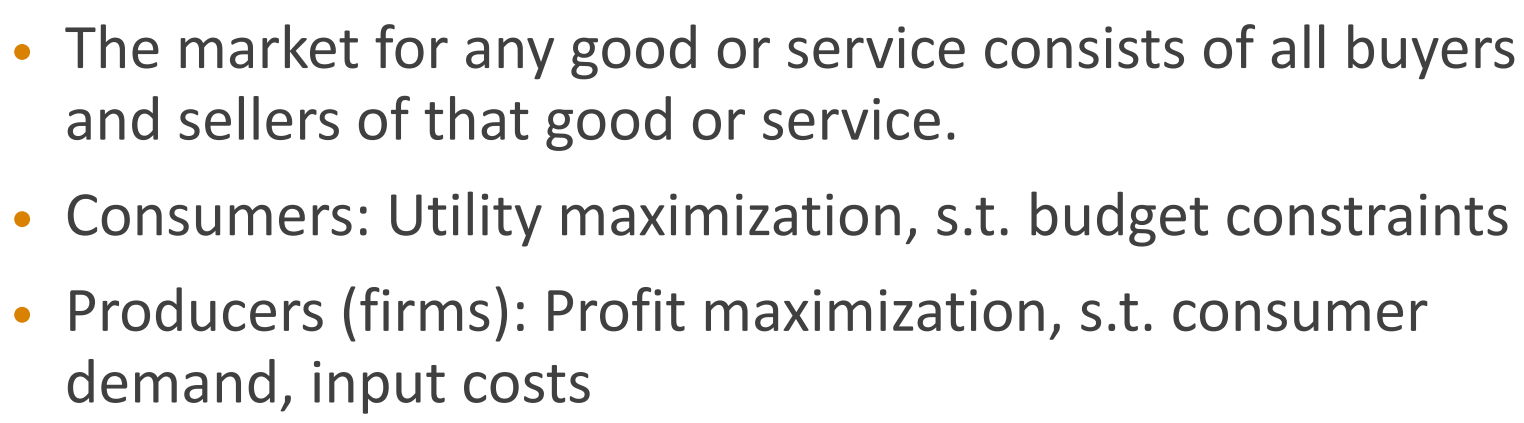 • The market for any good or service consists of all buyers
and sellers of that good or service.
• Consumers: Utility maximization, s.t. budget constraints
• Producers (firms): Profit maximization, s.t. consumer
demand, input costs